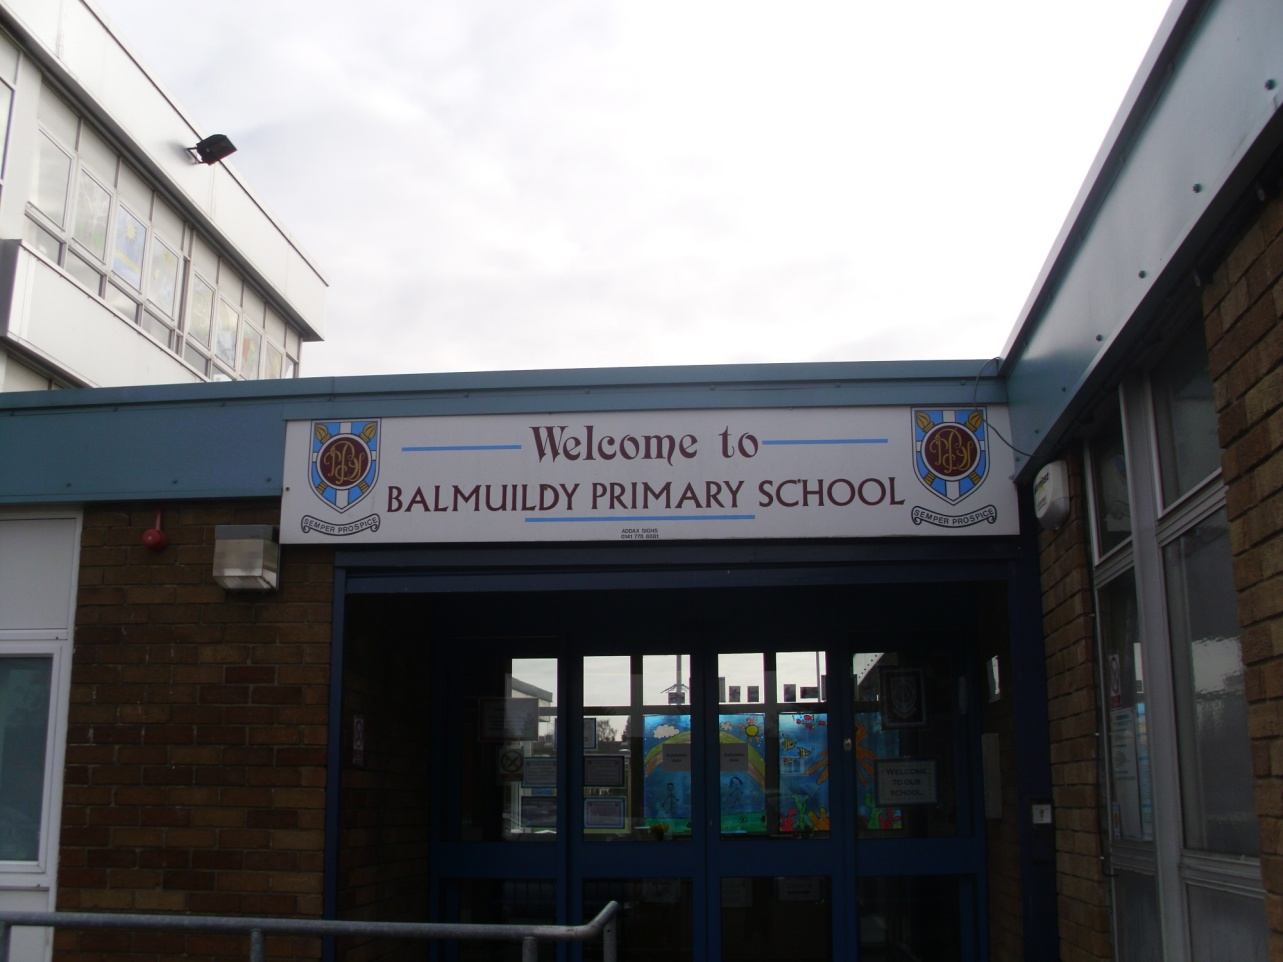 Welcome to
BALMUILDY PRIMARY SCHOOL
SEMPER PROSPICE
SEMPER PROSPICE
ADDAX SIGNS
WELCOME
TO OUR
SCHOOL